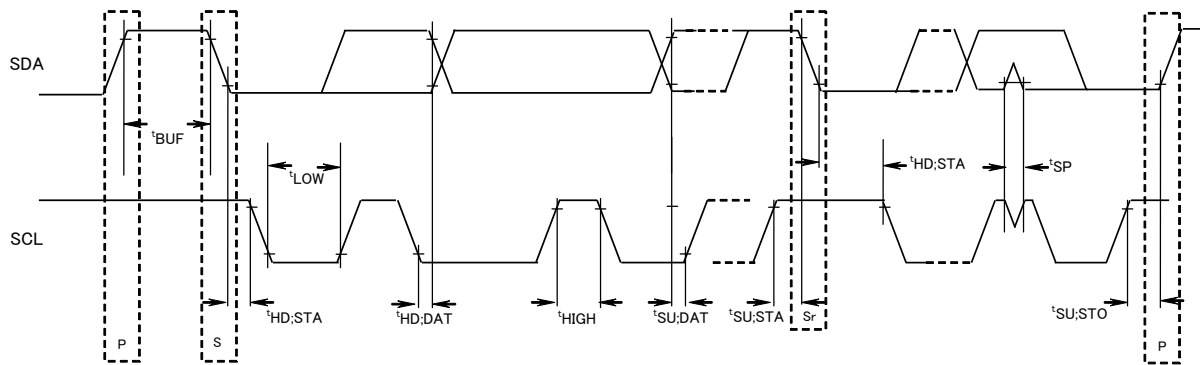 SDA
tBUF
tLOW
tHD;STA
tSP
SCL
tHD;STA
tHD;DAT
tHIGH
tSU;DAT
tSU;STA
Sr
tSU;STO
P
S
P